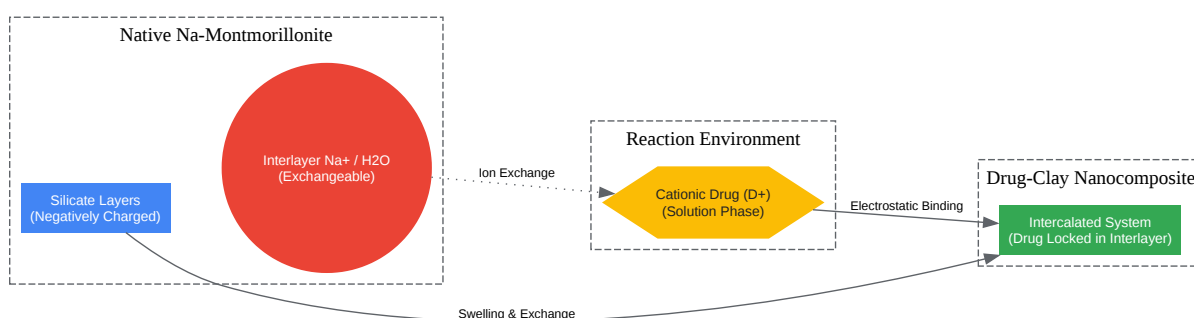 Native Na-Montmorillonite
Interlayer Na+ / H2O
(Exchangeable)
Silicate Layers
(Negatively Charged)
Ion Exchange
Reaction Environment
Cationic Drug (D+)
(Solution Phase)
Electrostatic Binding
Drug-Clay Nanocomposite
Intercalated System
(Drug Locked in Interlayer)
Swelling & Exchange